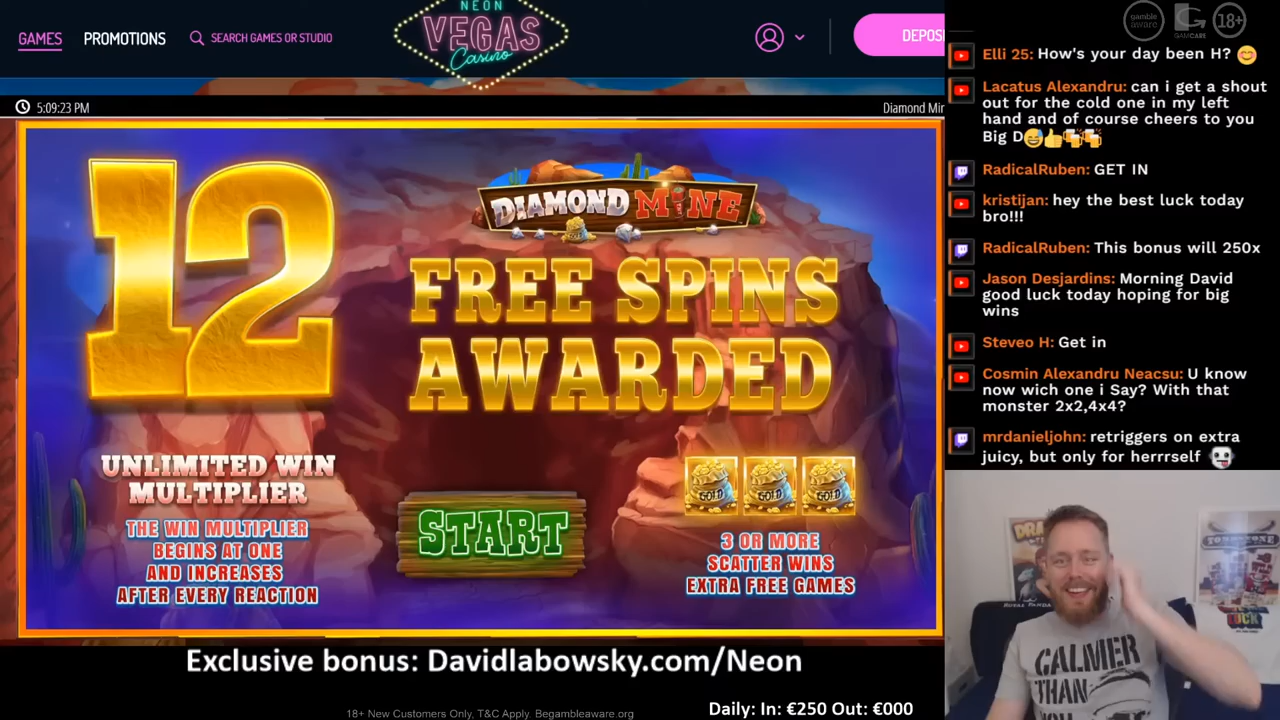 GAMES
PROMOTIONS
SEARCH GAMES OR STUDIO
NEON
VEGAS
Casino
DEPOSI
5:09:23 PM
Diamond Min
12
DIAMOND MINE
FREE SPINS
AWARDED
UNLIMITED WIN
MULTIPLIER
THE WIN MULTIPLIER
BEGINS AT ONE
AND INCREASES
AFTER EVERY REACTION
START
GOLD GOLD GOLD
3 OR MORE
SCATTER WINS
EXTRA FREE GAMES
Exclusive bonus: Davidlabowsky.com/Neon
18+ New Customers Only, T&C Apply. Begambleaware.org
Daily: In: €250 Out: €000
gamble
aware
GAMCARE
18+
Elli 25: How's your day been H? 😊
Lacatus Alexandru: can i get a shout
out for the cold one in my left
hand and of course cheers to you
Big D😅👍🍻🍻
RadicalRuben: GET IN
kristijan: hey the best luck today
bro!!!
RadicalRuben: This bonus will 250x
Jason Desjardins: Morning David
good luck today hoping for big
wins
Steveo H: Get in
Cosmin Alexandru Neacsu: U know
now wich one i Say? With that
monster 2x2,4x4?
mrdanieljohn: retriggers on extra
juicy, but only for herrrself 👻
ROYAL PANDA
TOMBSTONE
CALMER
THAN